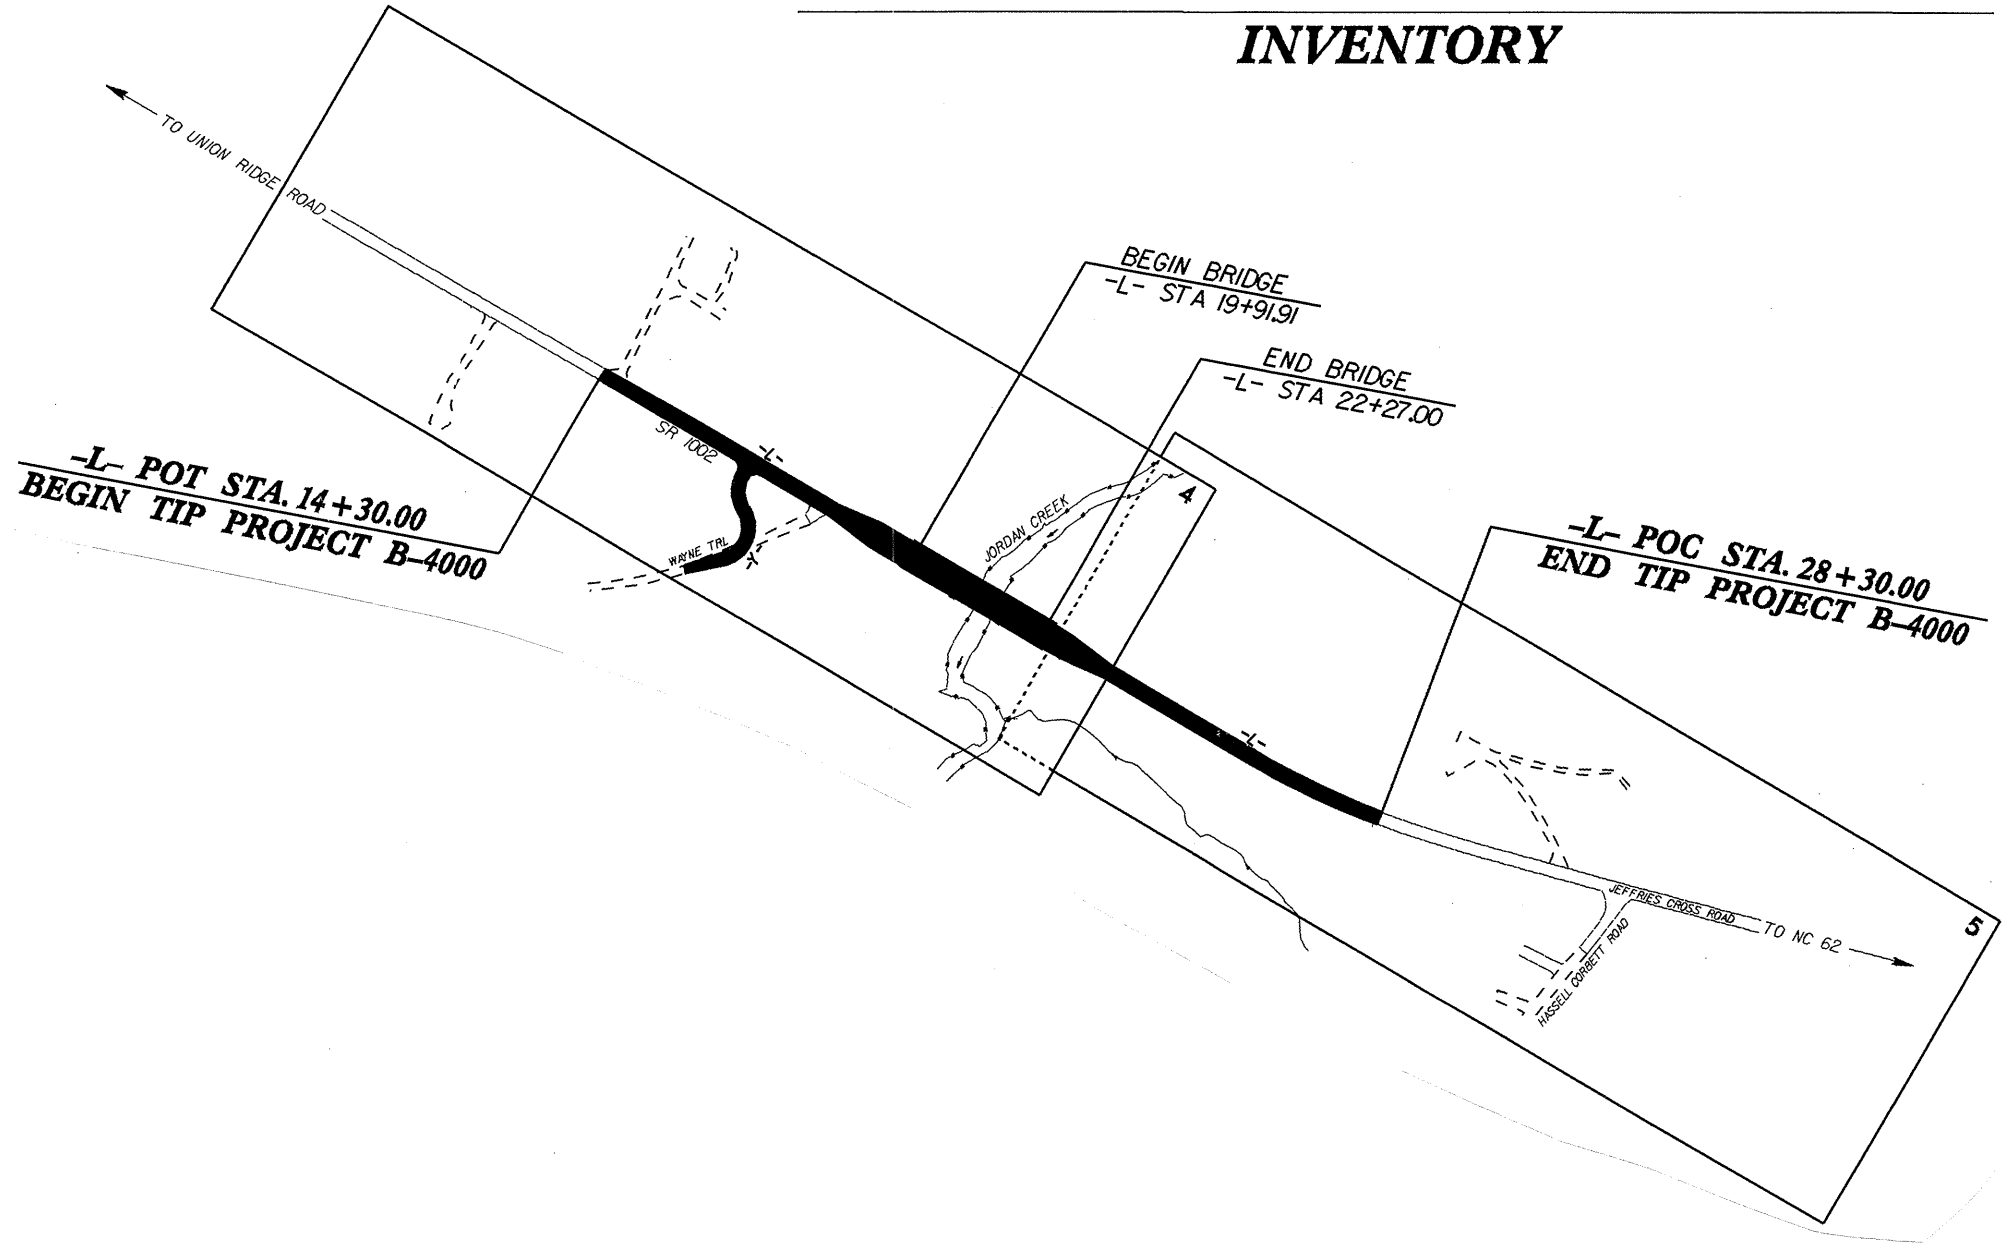 INVENTORY
TO UNION RIDGE ROAD
BEGIN BRIDGE
-L- STA 19+91.91
END BRIDGE
-L- STA 22+27.00
-L- POT STA. 14+30.00
BEGIN TIP PROJECT B-4000
SR 1002
-L-
WAYNE TRL
-Y-
JORDAN CREEK
4
-L- POC STA. 28+30.00
END TIP PROJECT B-4000
-L-
JEFFRIES CROSS ROAD
TO NC 62
HASSELL CORBETT ROAD
5